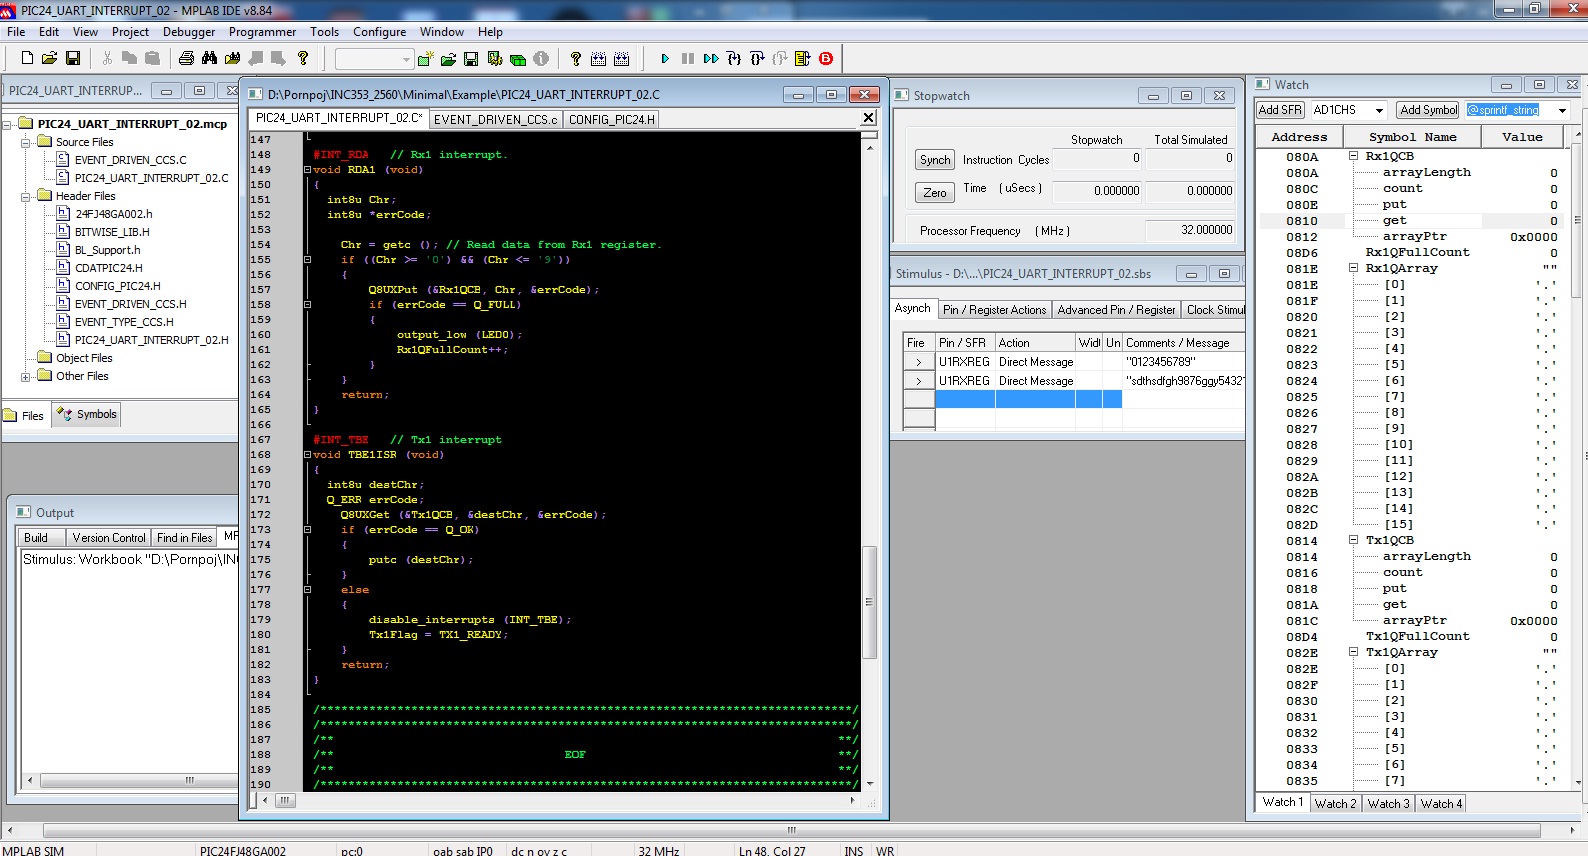 PIC24_UART_INTERRUPT_02 - MPLAB IDE v8.84
File Edit View Project Debugger Programmer Tools Configure Window Help
PIC24_UART_INTERRUP...
PIC24_UART_INTERRUPT_02.mcp
Source Files
EVENT_DRIVEN_CCS.C
PIC24_UART_INTERRUPT_02.C
Header Files
24FJ48GA002.h
BITWISE_LIB.H
BL_Support.h
CDATPIC24.H
CONFIG_PIC24.H
EVENT_DRIVEN_CCS.H
EVENT_TYPE_CCS.H
PIC24_UART_INTERRUPT_02.H
Object Files
Other Files
Files Symbols
Output
Build Version Control Find in Files
Stimulus: Workbook "D:\Pornpoj\IN
D:\Pornpoj\INC353_2560\Minimal\Example\PIC24_UART_INTERRUPT_02.C
PIC24_UART_INTERRUPT_02.C* EVENT_DRIVEN_CCS.c CONFIG_PIC24.H
147
148 #INT_RDA // Rx1 interrupt.
149 void RDA1 (void)
150 {
151 int8u Chr;
152 int8u *errCode;
153
154 Chr = getc (); // Read data from Rx1 register.
155 if ((Chr >= '0') && (Chr <= '9'))
156 {
157 Q8UXPut (&Rx1QCB, Chr, &errCode);
158 if (errCode == Q_FULL)
159 {
160 output_low (LED0);
161 Rx1QFullCount++;
162 }
163 }
164 return;
165 }
166
167 #INT_TBE // Tx1 interrupt
168 void TBE1ISR (void)
169 {
170 int8u destChr;
171 Q_ERR errCode;
172 Q8UXGet (&Tx1QCB, &destChr, &errCode);
173 if (errCode == Q_OK)
174 {
175 putc (destChr);
176 }
177 else
178 {
179 disable_interrupts (INT_TBE);
180 Tx1Flag = TX1_READY;
181 }
182 return;
183 }
184
185 /**************************************************************************/
186 /**************************************************************************/
187 /** **/
188 /** EOF **/
189 /** **/
190 /**************************************************************************/
Stopwatch
Stopwatch Total Simulated
Synch Instruction Cycles 0 0
Zero Time (uSecs) 0.000000 0.000000
Processor Frequency (MHz) 32.000000
Stimulus - D:\...\PIC24_UART_INTERRUPT_02.sbs
Asynch Pin / Register Actions Advanced Pin / Register Clock Stimul
Fire Pin / SFR Action Widt Un Comments / Message
> U1RXREG Direct Message "0123456789"
> U1RXREG Direct Message "sdthsdfgh9876ggy5432
Watch
Add SFR AD1CHS Add Symbol @sprintf_string
Address Symbol Name Value
080A Rx1QCB
080A arrayLength 0
080C count 0
080E put 0
0810 get 0
0812 arrayPtr 0x0000
08D6 Rx1QFullCount 0
081E Rx1QArray ""
081E [0] '.'
081F [1] '.'
0820 [2] '.'
0821 [3] '.'
0822 [4] '.'
0823 [5] '.'
0824 [6] '.'
0825 [7] '.'
0826 [8] '.'
0827 [9] '.'
0828 [10] '.'
0829 [11] '.'
082A [12] '.'
082B [13] '.'
082C [14] '.'
082D [15] '.'
0814 Tx1QCB
0814 arrayLength 0
0816 count 0
0818 put 0
081A get 0
081C arrayPtr 0x0000
08D4 Tx1QFullCount 0
082E Tx1QArray ""
082E [0] '.'
082F [1] '.'
0830 [2] '.'
0831 [3] '.'
0832 [4] '.'
0833 [5] '.'
0834 [6] '.'
0835 [7] '.'
Watch 1 Watch 2 Watch 3 Watch 4
MPLAB SIM PIC24FJ48GA002 pc:0 oab sab IP0 dc n ov z c 32 MHz Ln 48, Col 27 INS WR